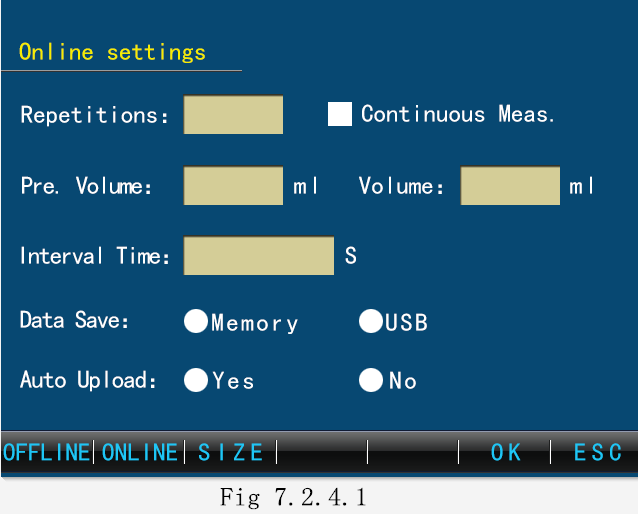 Online settings
Repetitions: Continuous Meas.
Pre. Volume: ml Volume: ml
Interval Time: S
Data Save: Memory USB
Auto Upload: Yes No
OFFLINE ONLINE SIZE OK ESC
Fig 7.2.4.1